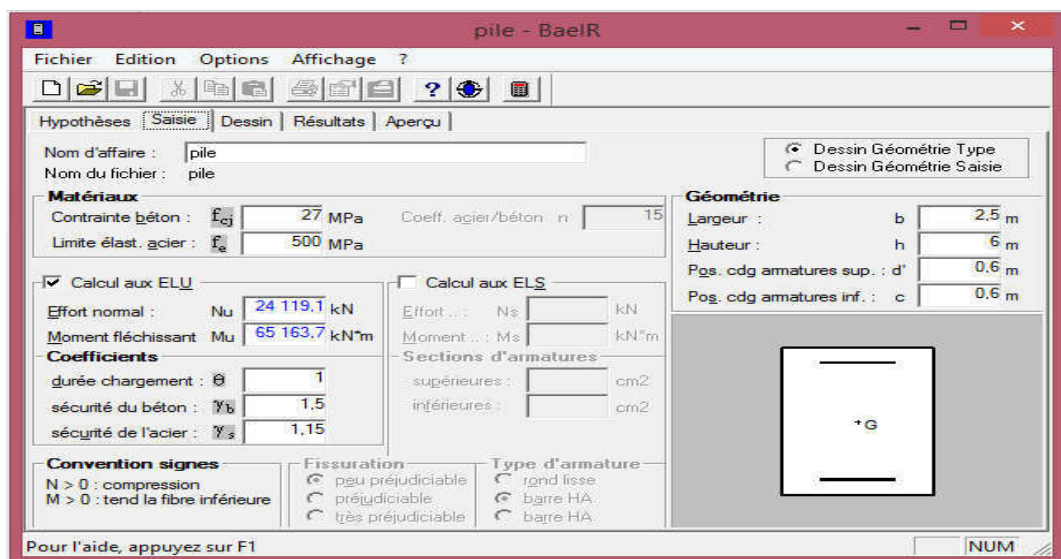 pile - BaelR
Fichier Edition Options Affichage ?
Hypothèses Saisie Dessin Résultats Aperçu
Nom d'affaire : pile
Nom du fichier : pile
Dessin Géométrie Type
Dessin Géométrie Saisie
Matériaux
Contrainte béton : fcj 27 MPa
Coeff. acier/béton n 15
Limite élast. acier : fe 500 MPa
Géométrie
Largeur : b 2,5 m
Hauteur : h 6 m
Pos. cdg armatures sup. : d' 0,6 m
Pos. cdg armatures inf. : c 0,6 m
Calcul aux ELU
Effort normal : Nu 24 119,1 kN
Moment fléchissant Mu 65 163,7 kN*m
Calcul aux ELS
Effort .. : Ns kN
Moment .. : Ms kN*m
Coefficients
durée chargement : θ 1
sécurité du béton : γb 1,5
sécurité de l'acier : γs 1,15
Sections d'armatures
supérieures : cm2
inférieures : cm2
+G
Convention signes
N > 0 : compression
M > 0 : tend la fibre inférieure
Fissuration
peu préjudiciable
préjudiciable
très préjudiciable
Type d'armature
rond lisse
barre HA
barre HA
Pour l'aide, appuyez sur F1
NUM